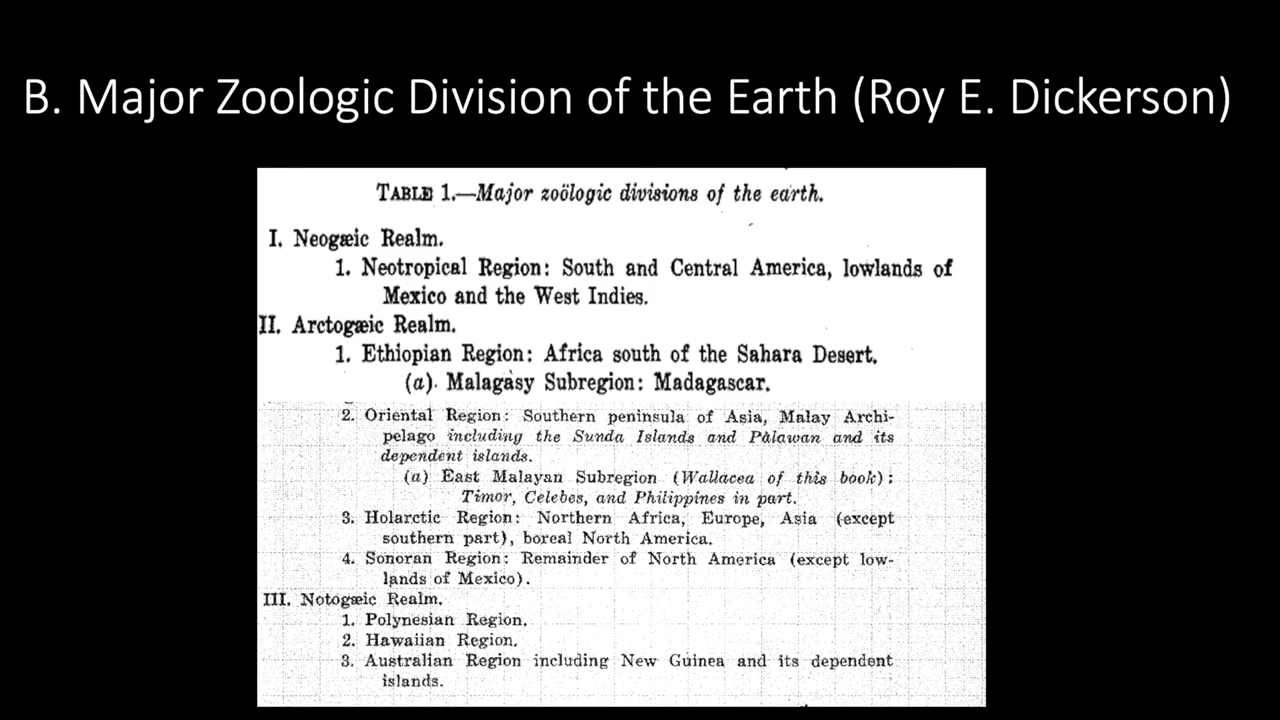 B. Major Zoologic Division of the Earth (Roy E. Dickerson)
TABLE 1.—Major zoölogic divisions of the earth.
I. Neogæic Realm.
1. Neotropical Region: South and Central America, lowlands of
Mexico and the West Indies.
II. Arctogæic Realm.
1. Ethiopian Region: Africa south of the Sahara Desert.
(a) Malagasy Subregion: Madagascar.
2. Oriental Region: Southern peninsula of Asia, Malay Archi-
pelago including the Sunda Islands and Palawan and its
dependent islands.
(a) East Malayan Subregion (Wallacea of this book):
Timor, Celebes, and Philippines in part.
3. Holarctic Region: Northern Africa, Europe, Asia (except
southern part), boreal North America.
4. Sonoran Region: Remainder of North America (except low-
lands of Mexico).
III. Notogæic Realm.
1. Polynesian Region.
2. Hawaiian Region.
3. Australian Region including New Guinea and its dependent
islands.